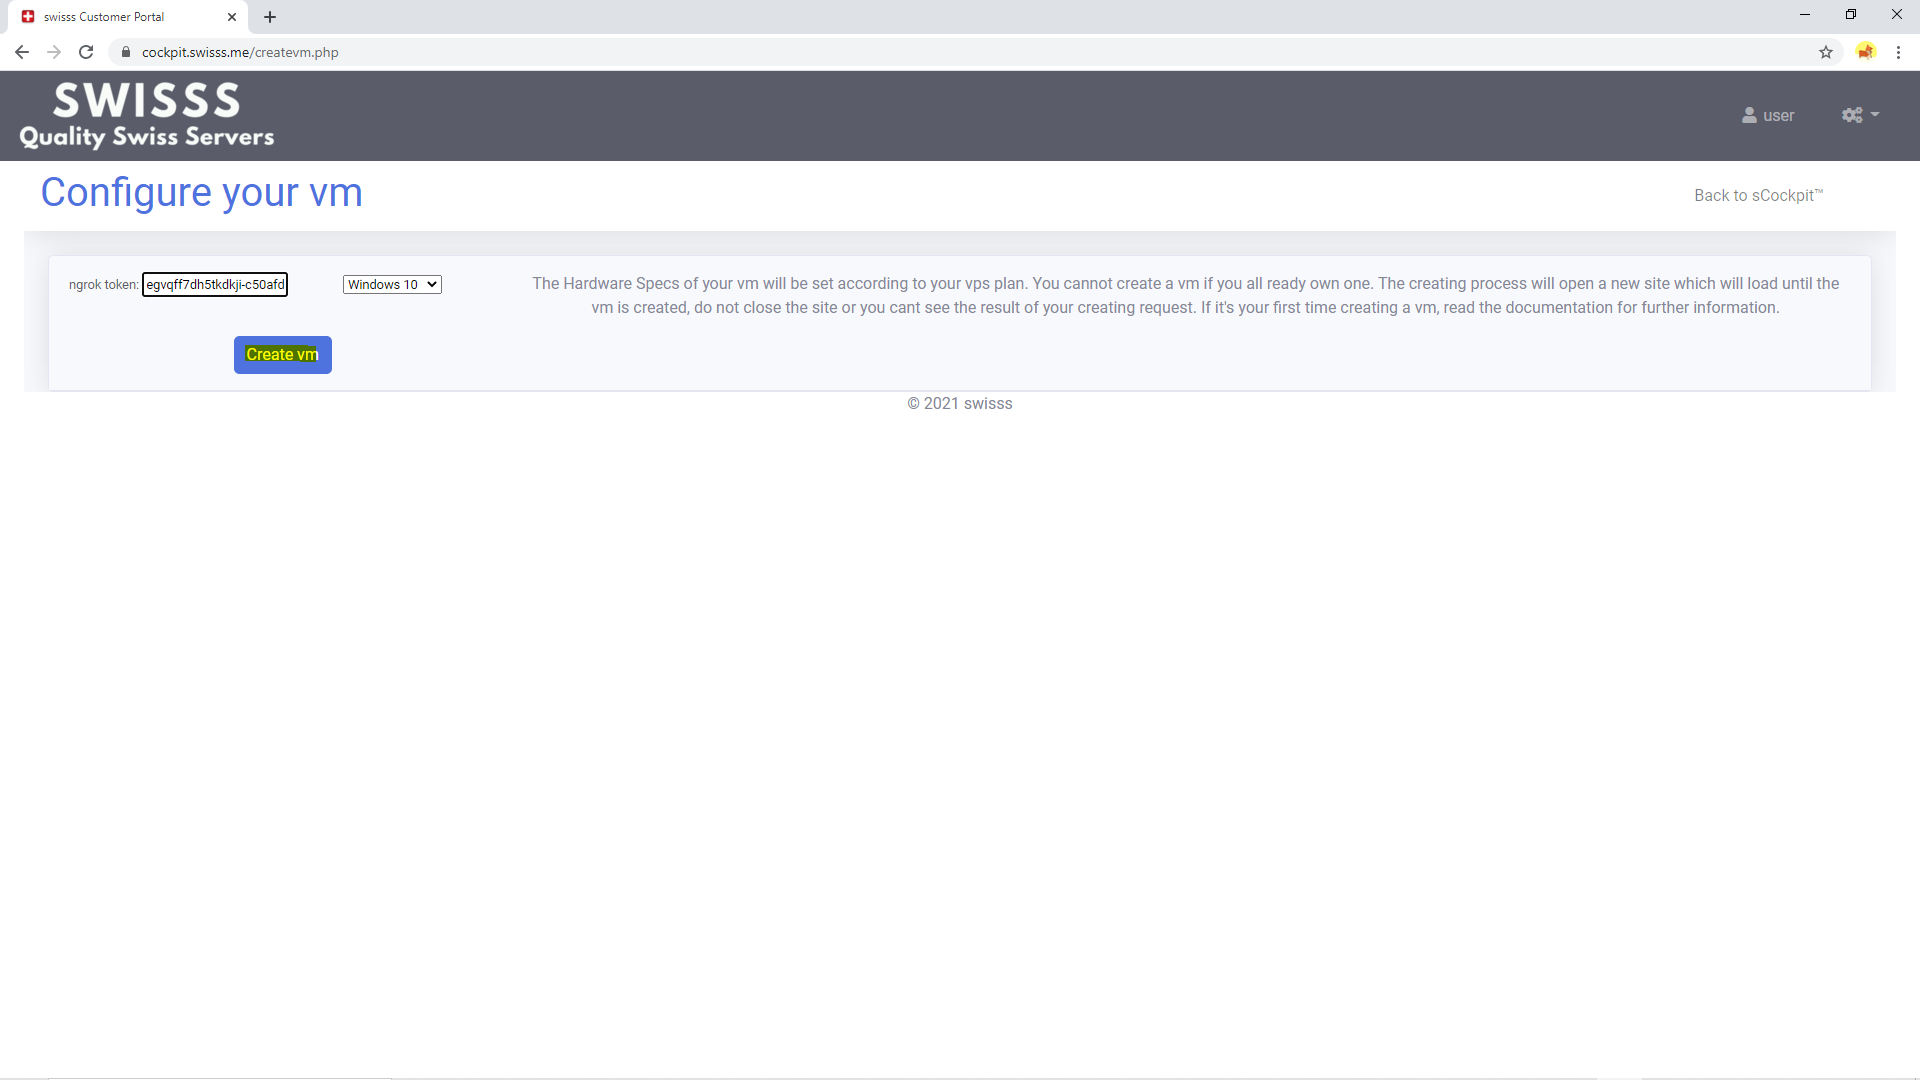 swisss Customer Portal
cockpit.swisss.me/createvm.php
SWISSS
Quality Swiss Servers
user
Configure your vm
Back to sCockpit™
ngrok token: egvqff7dh5tkdkji-c50afd
Windows 10
The Hardware Specs of your vm will be set according to your vps plan. You cannot create a vm if you all ready own one. The creating process will open a new site which will load until the
vm is created, do not close the site or you cant see the result of your creating request. If it's your first time creating a vm, read the documentation for further information.
Create vm
© 2021 swisss